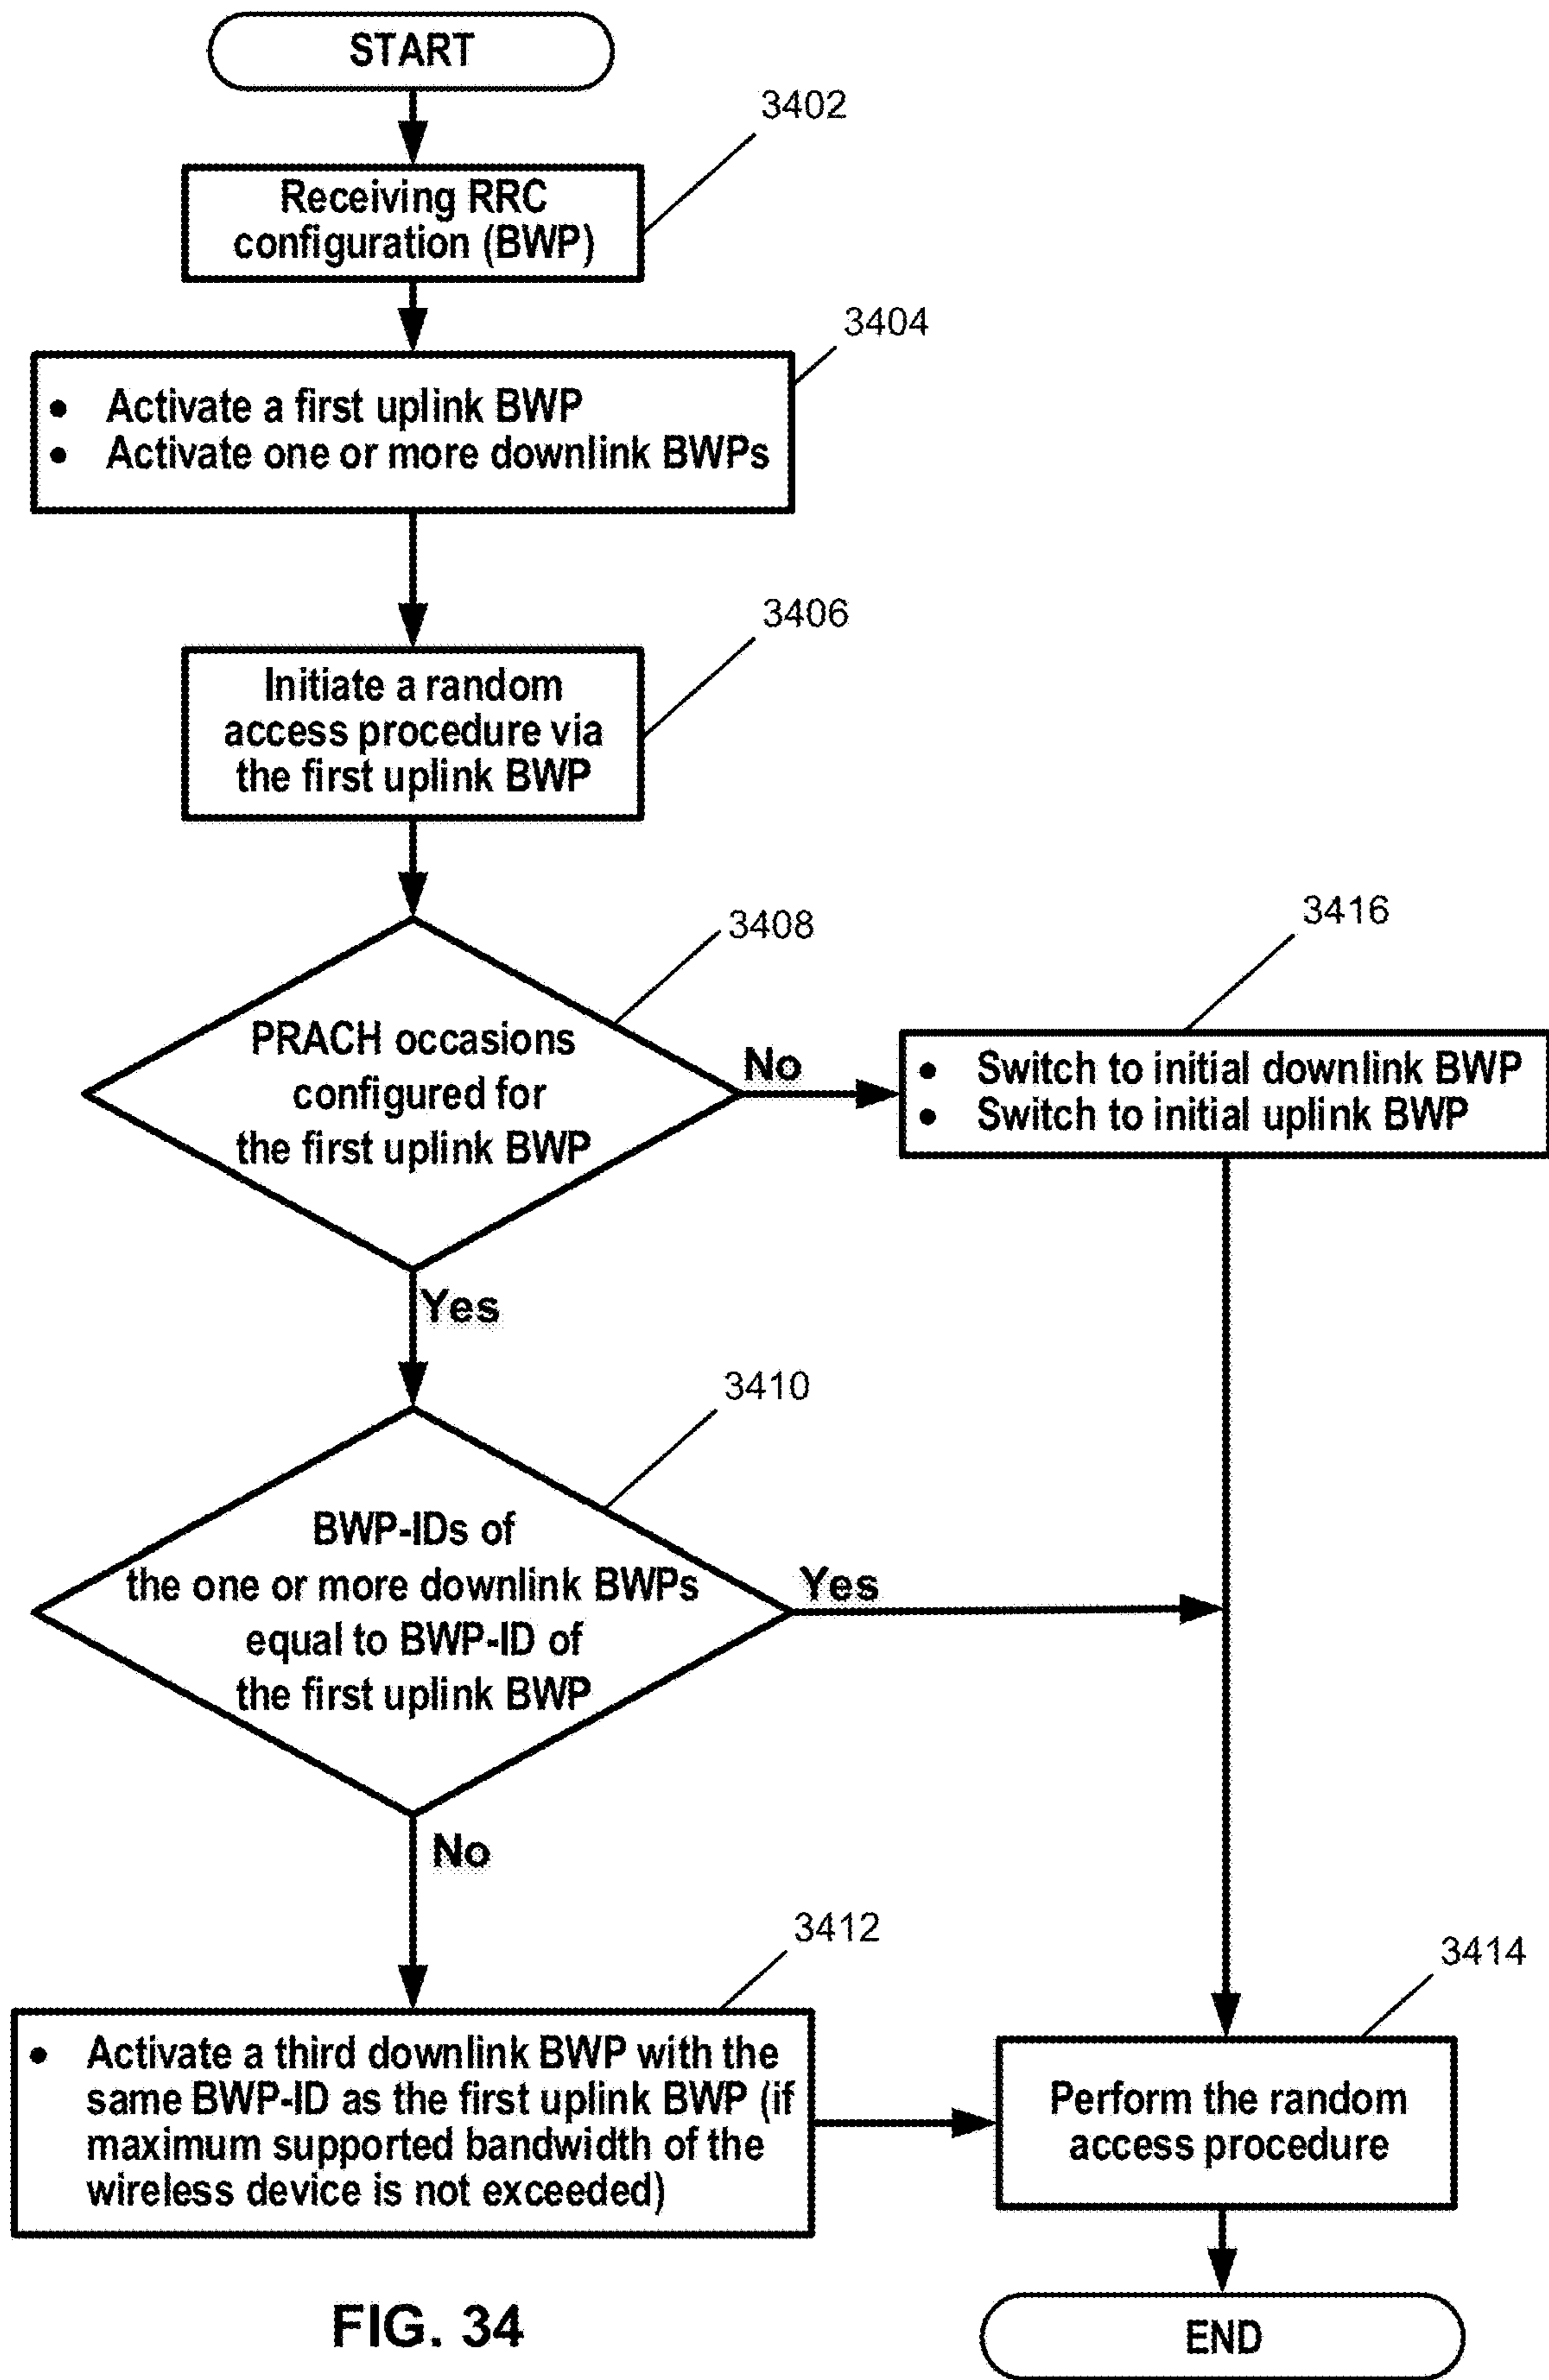 START
3402
Receiving RRC
configuration (BWP)
3404
• Activate a first uplink BWP
• Activate one or more downlink BWPs
3406
Initiate a random
access procedure via
the first uplink BWP
3408
PRACH occasions
configured for
the first uplink BWP
No
3416
• Switch to initial downlink BWP
• Switch to initial uplink BWP
Yes
3410
BWP-IDs of
the one or more downlink BWPs
equal to BWP-ID of
the first uplink BWP
Yes
No
3412
• Activate a third downlink BWP with the
same BWP-ID as the first uplink BWP (if
maximum supported bandwidth of the
wireless device is not exceeded)
3414
Perform the random
access procedure
END
FIG. 34